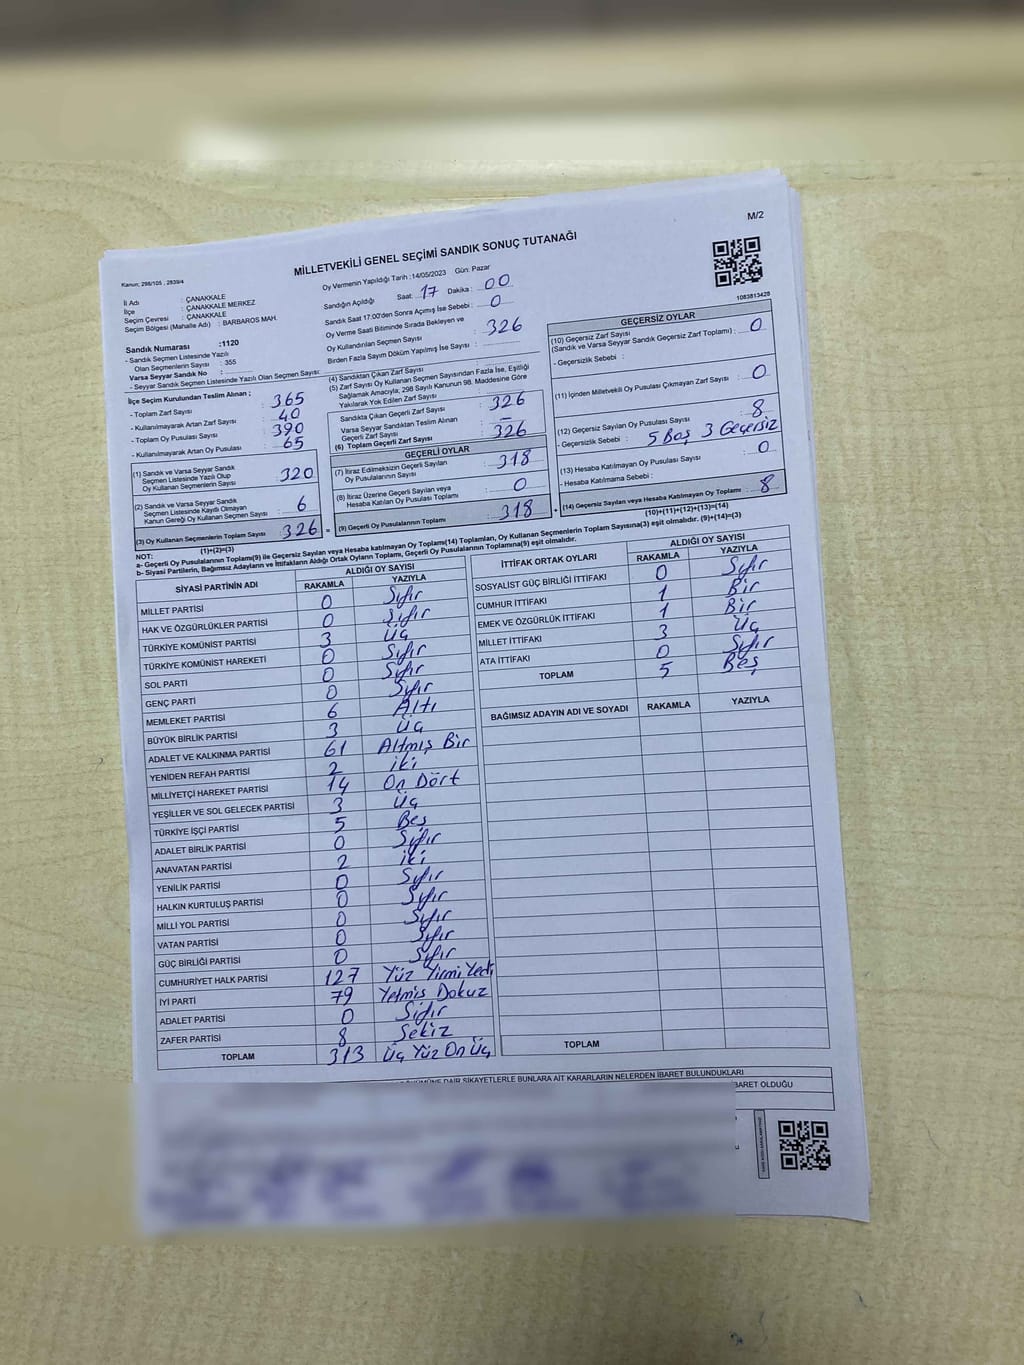 M/2
MİLLETVEKİLİ GENEL SEÇİMİ SANDIK SONUÇ TUTANAĞI
Kanun; 298/105 , 2839/4
Oy Vermenin Yapıldığı Tarih : 14/05/2023 Gün: Pazar
İl Adı : ÇANAKKALE
İlçe : ÇANAKKALE MERKEZ
Seçim Çevresi : ÇANAKKALE
Seçim Bölgesi (Mahalle Adı) : BARBAROS MAH.
Sandığın Açıldığı Saat: 17 Dakika : 00
Sandık Saat 17:00'den Sonra Açılmış İse Sebebi : 0
Oy Verme Saati Bitiminde Sırada Bekleyen ve
Oy Kullandırılan Seçmen Sayısı : 326
Birden Fazla Sayım Döküm Yapılmış İse Sayısı :
1083813428
Sandık Numarası :1120
- Sandık Seçmen Listesinde Yazılı
Olan Seçmenlerin Sayısı : 355
Varsa Seyyar Sandık No :
- Seyyar Sandık Seçmen Listesinde Yazılı Olan Seçmen Sayısı:
İlçe Seçim Kurulundan Teslim Alınan ;
- Toplam Zarf Sayısı : 365
- Kullanılmayarak Artan Zarf Sayısı : 40
- Toplam Oy Pusulası Sayısı : 390
- Kullanılmayarak Artan Oy Pusulası : 65
(1) Sandık ve Varsa Seyyar Sandık
Seçmen Listesinde Yazılı Olup
Oy Kullanan Seçmenlerin Sayısı : 320
(2) Sandık ve Varsa Seyyar Sandık
Seçmen Listesinde Kayıtlı Olmayan
Kanun Gereği Oy Kullanan Seçmen Sayısı : 6
(3) Oy Kullanan Seçmenlerin Toplam Sayısı : 326 =
(1)+(2)=(3)
(4) Sandıktan Çıkan Zarf Sayısı :
(5) Zarf Sayısı Oy Kullanan Seçmen Sayısından Fazla İse, Eşitliği
Sağlamak Amacıyla, 298 Sayılı Kanunun 98. Maddesine Göre
Yakılarak Yok Edilen Zarf Sayısı :
Sandıkta Çıkan Geçerli Zarf Sayısı : 326
Varsa Seyyar Sandıktan Teslim Alınan
Geçerli Zarf Sayısı : –
(6) Toplam Geçerli Zarf Sayısı : 326
GEÇERLİ OYLAR
(7) İtiraz Edilmeksizin Geçerli Sayılan
Oy Pusulalarının Sayısı : 318
(8) İtiraz Üzerine Geçerli Sayılan veya
Hesaba Katılan Oy Pusulası Toplamı : 0
(9) Geçerli Oy Pusulalarının Toplamı : 318 +
GEÇERSİZ OYLAR
(10) Geçersiz Zarf Sayısı
(Sandık ve Varsa Seyyar Sandık Geçersiz Zarf Toplamı) : 0
- Geçersizlik Sebebi :
(11) İçinden Milletvekili Oy Pusulası Çıkmayan Zarf Sayısı : 0
(12) Geçersiz Sayılan Oy Pusulası Sayısı : 8
- Geçersizlik Sebebi : 5 Boş 3 Geçersiz
(13) Hesaba Katılmayan Oy Pusulası Sayısı : 0
- Hesaba Katılmama Sebebi :
(14) Geçersiz Sayılan veya Hesaba Katılmayan Oy Toplamı : 8
(10)+(11)+(12)+(13)=(14)
NOT:
a- Geçerli Oy Pusulasının Toplamı(9) ile Geçersiz Sayılan veya Hesaba katılmayan Oy Toplamı(14) Toplamları, Oy Kullanan Seçmenlerin Toplam Sayısına(3) eşit olmalıdır. (9)+(14)=(3)
b- Siyasi Partilerin, Bağımsız Adayların ve İttifakların Aldığı Ortak Oyların Toplamı, Geçerli Oy Pusulalarının Toplamına(9) eşit olmalıdır.
SİYASİ PARTİNİN ADI ALDIĞI OY SAYISI
RAKAMLA YAZIYLA
MİLLET PARTİSİ 0 Sıfır
HAK VE ÖZGÜRLÜKLER PARTİSİ 0 Sıfır
TÜRKİYE KOMÜNİST PARTİSİ 3 Üç
TÜRKİYE KOMÜNİST HAREKETİ 0 Sıfır
SOL PARTİ 0 Sıfır
GENÇ PARTİ 0 Sıfır
MEMLEKET PARTİSİ 6 Altı
BÜYÜK BİRLİK PARTİSİ 3 Üç
ADALET VE KALKINMA PARTİSİ 61 Altmış Bir
YENİDEN REFAH PARTİSİ 2 İki
MİLLİYETÇİ HAREKET PARTİSİ 14 On Dört
YEŞİLLER VE SOL GELECEK PARTİSİ 3 Üç
TÜRKİYE İŞÇİ PARTİSİ 5 Beş
ADALET BİRLİK PARTİSİ 0 Sıfır
ANAVATAN PARTİSİ 2 İki
YENİLİK PARTİSİ 0 Sıfır
HALKIN KURTULUŞ PARTİSİ 0 Sıfır
MİLLİ YOL PARTİSİ 0 Sıfır
VATAN PARTİSİ 0 Sıfır
GÜÇ BİRLİĞİ PARTİSİ 0 Sıfır
CUMHURİYET HALK PARTİSİ 127 Yüz Yirmi Yedi
İYİ PARTİ 79 Yetmiş Dokuz
ADALET PARTİSİ 0 Sıfır
ZAFER PARTİSİ 8 Sekiz
TOPLAM 313 Üç Yüz On Üç
İTTİFAK ORTAK OYLARI ALDIĞI OY SAYISI
RAKAMLA YAZIYLA
SOSYALİST GÜÇ BİRLİĞİ İTTİFAKI 0 Sıfır
CUMHUR İTTİFAKI 1 Bir
EMEK VE ÖZGÜRLÜK İTTİFAKI 1 Bir
MİLLET İTTİFAKI 3 Üç
ATA İTTİFAKI 0 Sıfır
TOPLAM 5 Beş
BAĞIMSIZ ADAYIN ADI VE SOYADI RAKAMLA YAZIYLA
TOPLAM
DAİR ŞİKAYETLERLE BUNLARA AİT KARARLARIN NELERDEN İBARET BULUNDUKLARI
İBARET OLDUĞU